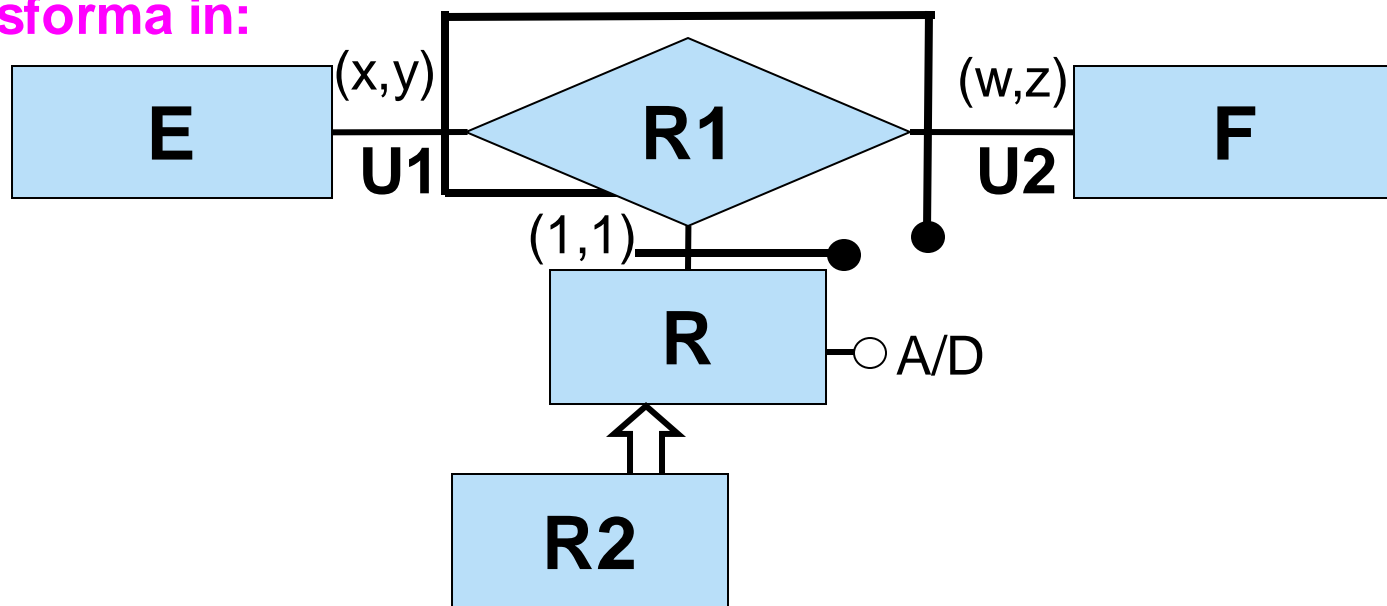 sforma in:
(x,y)
(w,z)
E
R1
F
U1
U2
(1,1)
R
A/D
R2